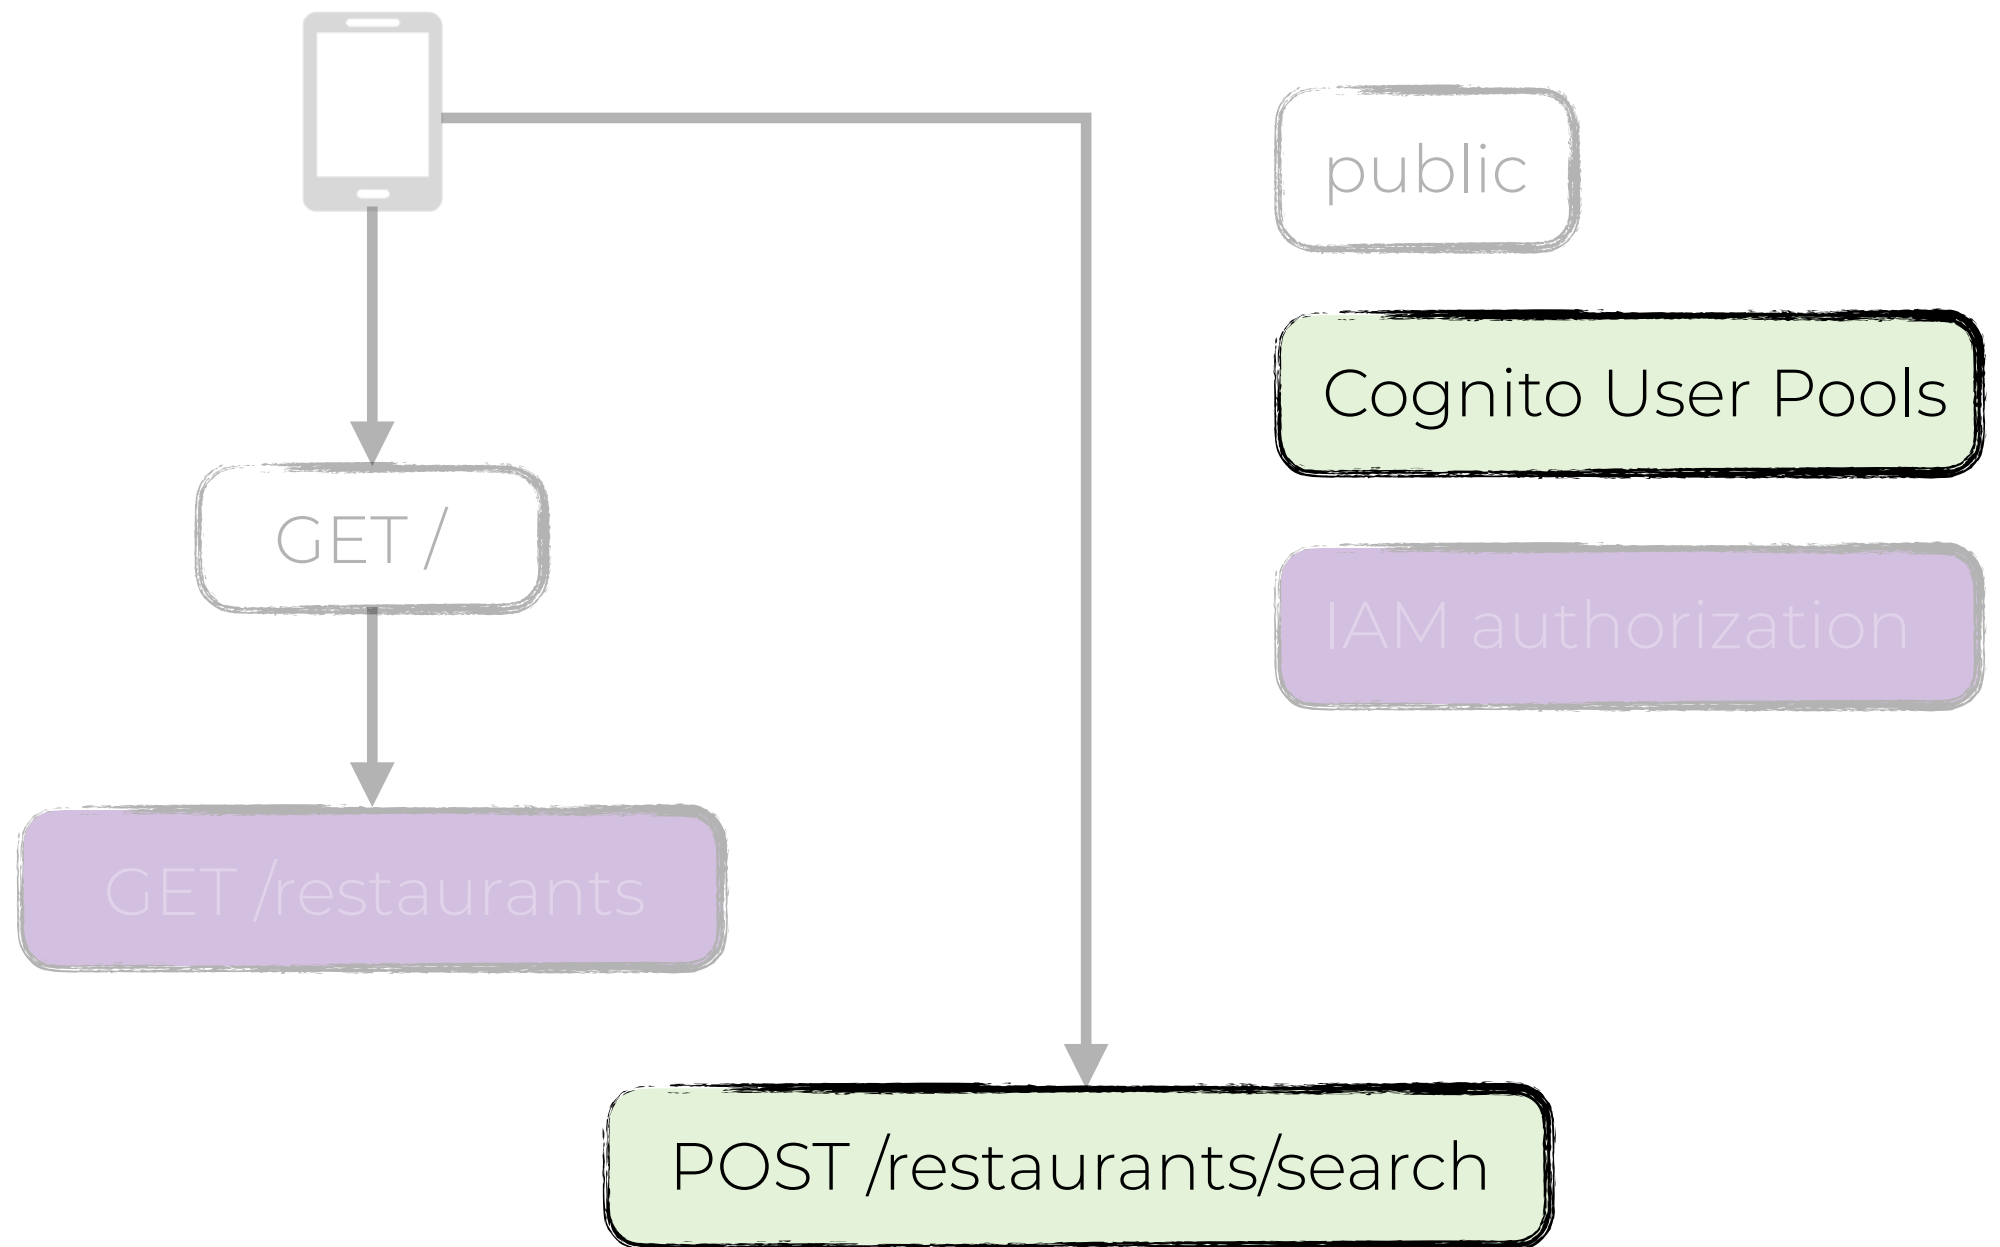 public
Cognito User Pools
GET /
IAM authorization
GET /restaurants
POST /restaurants/search